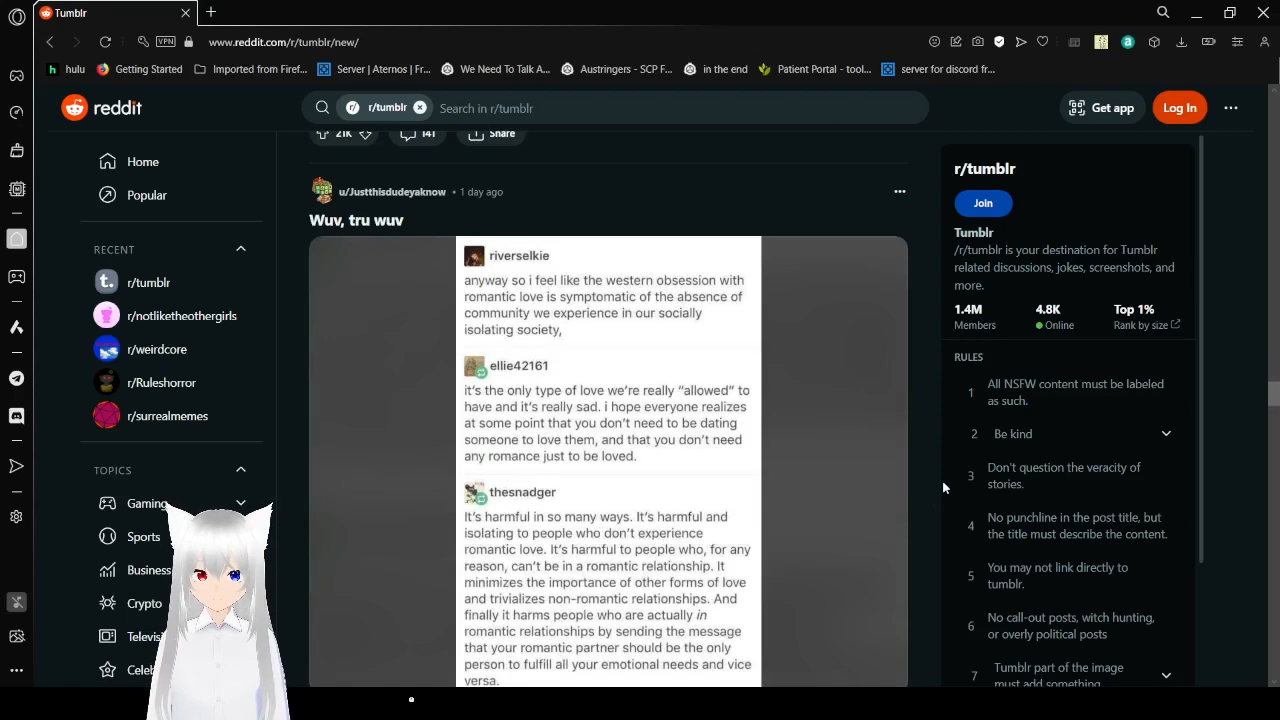 Tumblr
VPN
www.reddit.com/r/tumblr/new/
hulu
Getting Started
Imported from Firef...
Server | Aternos | Fr...
We Need To Talk A...
Austringers - SCP F...
in the end
Patient Portal - tool...
server for discord fr...
reddit
r/tumblr
Search in r/tumblr
Get app
Log In
21K
141
Share
Home
Popular
RECENT
r/tumblr
r/notliketheothergirls
r/weirdcore
r/Ruleshorror
r/surrealmemes
TOPICS
Gaming
Sports
Business
Crypto
Televisi
Celeb
u/Justthisdudeyaknow • 1 day ago
Wuv, tru wuv
riverselkie
anyway so i feel like the western obsession with
romantic love is symptomatic of the absence of
community we experience in our socially
isolating society,
ellie42161
it's the only type of love we're really “allowed” to
have and it's really sad. i hope everyone realizes
at some point that you don't need to be dating
someone to love them, and that you don't need
any romance just to be loved.
thesnadger
It's harmful in so many ways. It's harmful and
isolating to people who don't experience
romantic love. It's harmful to people who, for any
reason, can't be in a romantic relationship. It
minimizes the importance of other forms of love
and trivializes non-romantic relationships. And
finally it harms people who are actually in
romantic relationships by sending the message
that your romantic partner should be the only
person to fulfill all your emotional needs and vice
versa.
r/tumblr
Join
Tumblr
/r/tumblr is your destination for Tumblr
related discussions, jokes, screenshots, and
more.
1.4M
Members
4.8K
Online
Top 1%
Rank by size
RULES
1 All NSFW content must be labeled
as such.
2 Be kind
3 Don't question the veracity of
stories.
4 No punchline in the post title, but
the title must describe the content.
5 You may not link directly to
tumblr.
6 No call-out posts, witch hunting,
or overly political posts
7 Tumblr part of the image
must add something